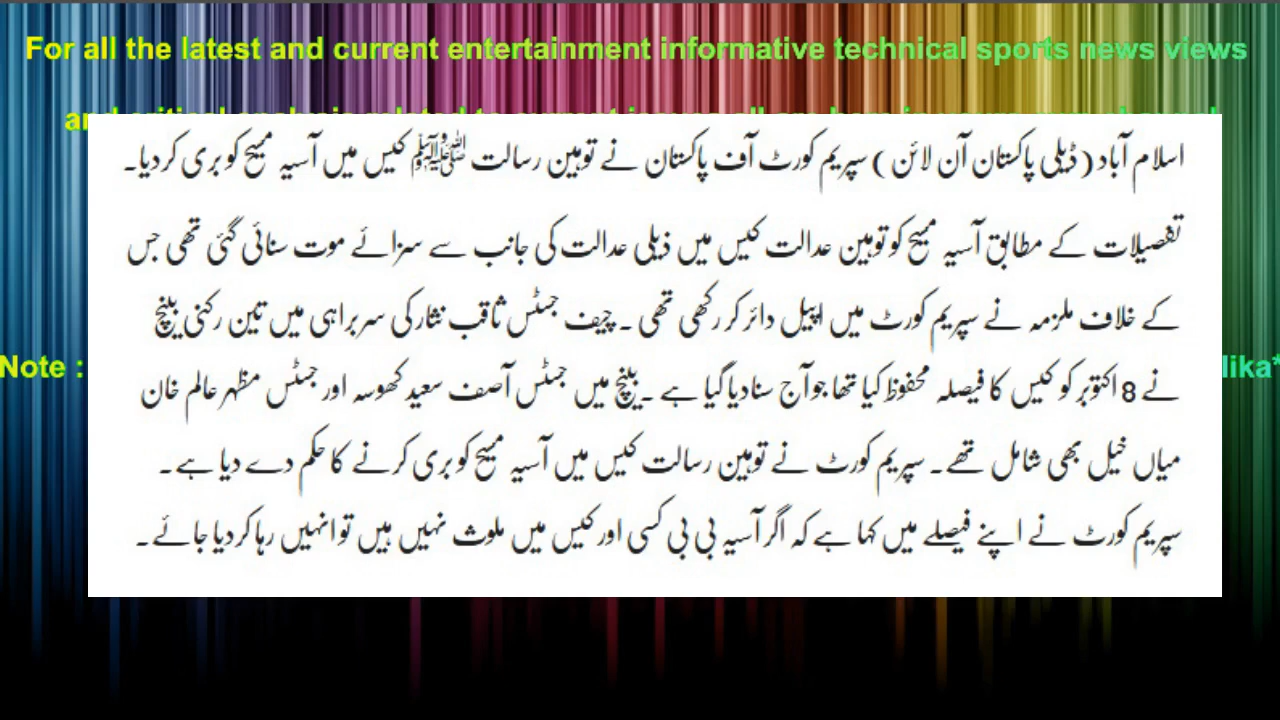 For all the latest and current entertainment informative technical sports news views
اسلام آباد (ڈیلی پاکستان آن لائن) سپریم کورٹ آف پاکستان نے توہین رسالت ﷺ کیس میں آسیہ مسیح کو بری کردیا۔
تفصیلات کے مطابق آسیہ مسیح کو توہین عدالت کیس میں ذیلی عدالت کی جانب سے سزائے موت سنائی گئی تھی جس
کے خلاف ملزمہ نے سپریم کورٹ میں اپیل دائر کر رکھی تھی ۔ چیف جسٹس ثاقب نثار کی سربراہی میں تین رکنی بینچ
Note :
نے 8 اکتوبر کو کیس کا فیصلہ محفوظ کیا تھا جو آج سنا دیا گیا ہے ۔ بینچ میں جسٹس آصف سعید کھوسہ اور جسٹس مظہر عالم خان
میاں خیل بھی شامل تھے۔ سپریم کورٹ نے توہین رسالت کیس میں آسیہ مسیح کو بری کرنے کا حکم دے دیا ہے۔
سپریم کورٹ نے اپنے فیصلے میں کہا ہے کہ اگر آسیہ بی بی کسی اور کیس میں ملوث نہیں ہیں تو انہیں رہا کردیا جائے۔